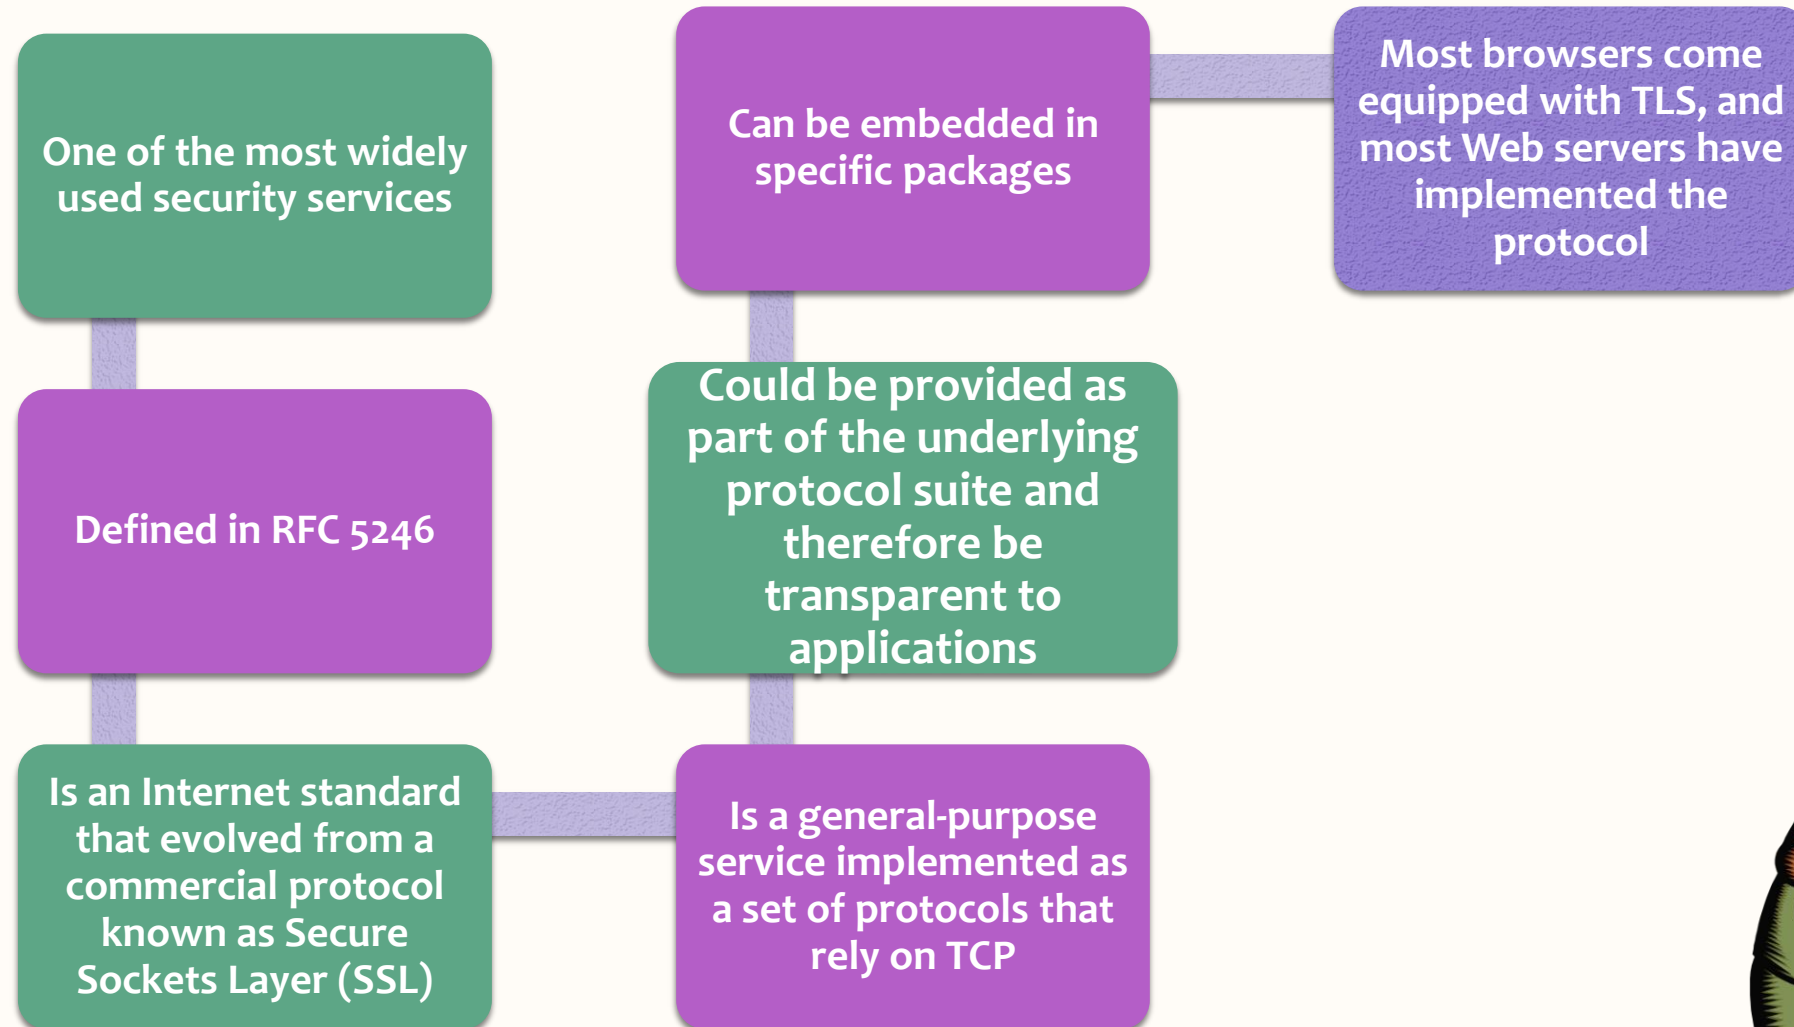 One of the most widely
used security services
Defined in RFC 5246
Is an Internet standard
that evolved from a
commercial protocol
known as Secure
Sockets Layer (SSL)
Is a general-purpose
service implemented as
a set of protocols that
rely on TCP
Could be provided as
part of the underlying
protocol suite and
therefore be
transparent to
applications
Can be embedded in
specific packages
Most browsers come
equipped with TLS, and
most Web servers have
implemented the
protocol